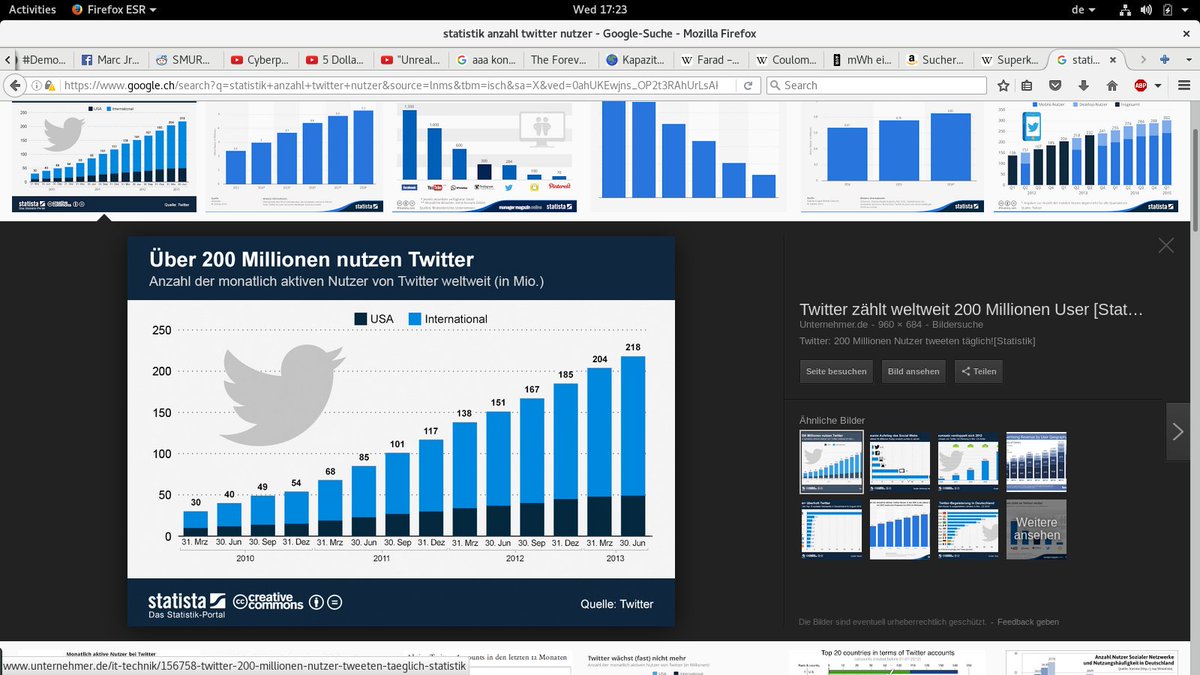 Activities Firefox ESR Wed 17:23 de
statistik anzahl twitter nutzer - Google-Suche - Mozilla Firefox
#Demo... Marc Jr... SMUR... Cyberp... 5 Dolla... "Unreal... aaa kon... The Forev... Kapazit... Farad –... Coulom... mWh ei... Sucher... Superk... stati...
https://www.google.ch/search?q=statistik+anzahl+twitter+nutzer&source=lnms&tbm=isch&sa=X&ved=0ahUKEwjns_OP2t3RAhUrLsAi Search
Quelle: Twitter
statista
manager magazin online statista
statista
statista
Über 200 Millionen nutzen Twitter
Anzahl der monatlich aktiven Nutzer von Twitter weltweit (in Mio.)
USA International
250
200
150
100
50
0
30 40 49 54 68 85 101 117 138 151 167 185 204 218
31. Mrz 30. Jun 30. Sep 31. Dez 31. Mrz 30. Jun 30. Sep 31. Dez 31. Mrz 30. Jun 30. Sep 31. Dez 31. Mrz 30. Jun
2010 2011 2012 2013
statista
Das Statistik-Portal
creative commons
Quelle: Twitter
Twitter zählt weltweit 200 Millionen User [Stat…
Unternehmer.de - 960 × 684 - Bildersuche
Twitter: 200 Millionen Nutzer tweeten täglich![Statistik]
Seite besuchen Bild ansehen Teilen
Ähnliche Bilder
Weitere
ansehen
Die Bilder sind eventuell urheberrechtlich geschützt. - Feedback geben
Monatlich aktive Nutzer bei Twitter
Twitter wächst (fast) nicht mehr
Top 20 countries in terms of Twitter accounts
Anzahl Nutzer Sozialer Netzwerke
und Nutzungshäufigkeit in Deutschland
www.unternehmer.de/it-technik/156758-twitter-200-millionen-nutzer-tweeten-taeglich-statistik